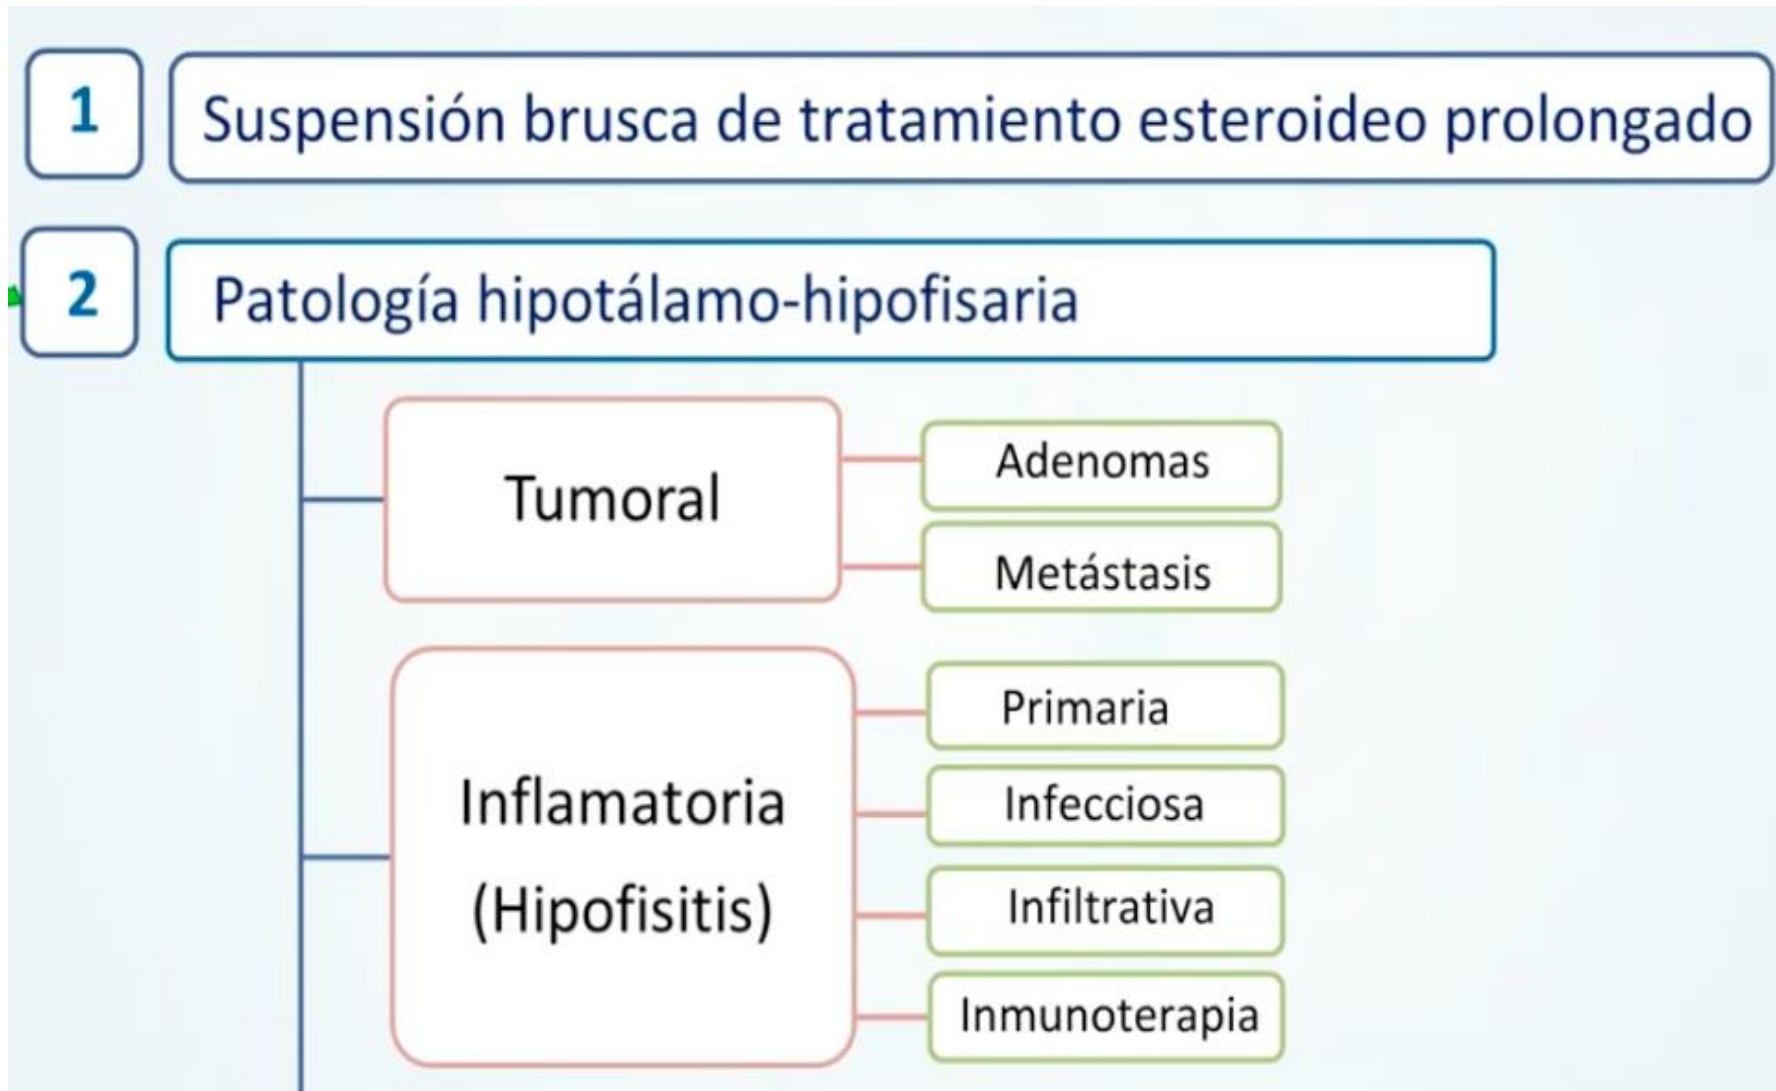 1
Suspensión brusca de tratamiento esteroideo prolongado
2
Patología hipotálamo-hipofisaria
Tumoral
Adenomas
Metástasis
Inflamatoria
(Hipofisitis)
Primaria
Infecciosa
Infiltrativa
Inmunoterapia